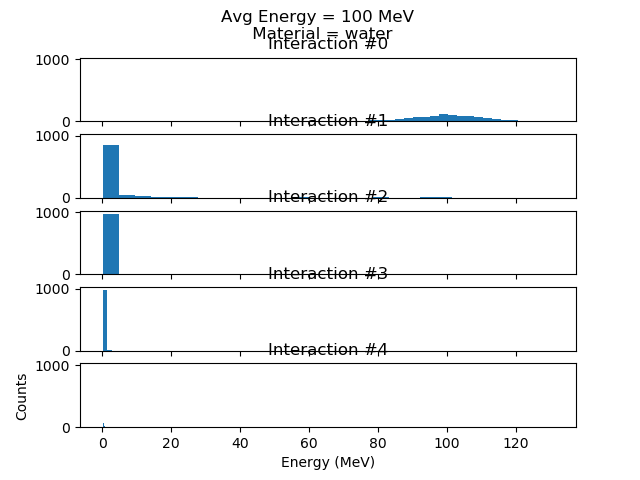 Avg Energy = 100 MeV
Material = water
Interaction #0
1000
0
Interaction #1
1000
0
Interaction #2
1000
0
Interaction #3
1000
0
Interaction #4
1000
0
Counts
0 20 40 60 80 100 120
Energy (MeV)